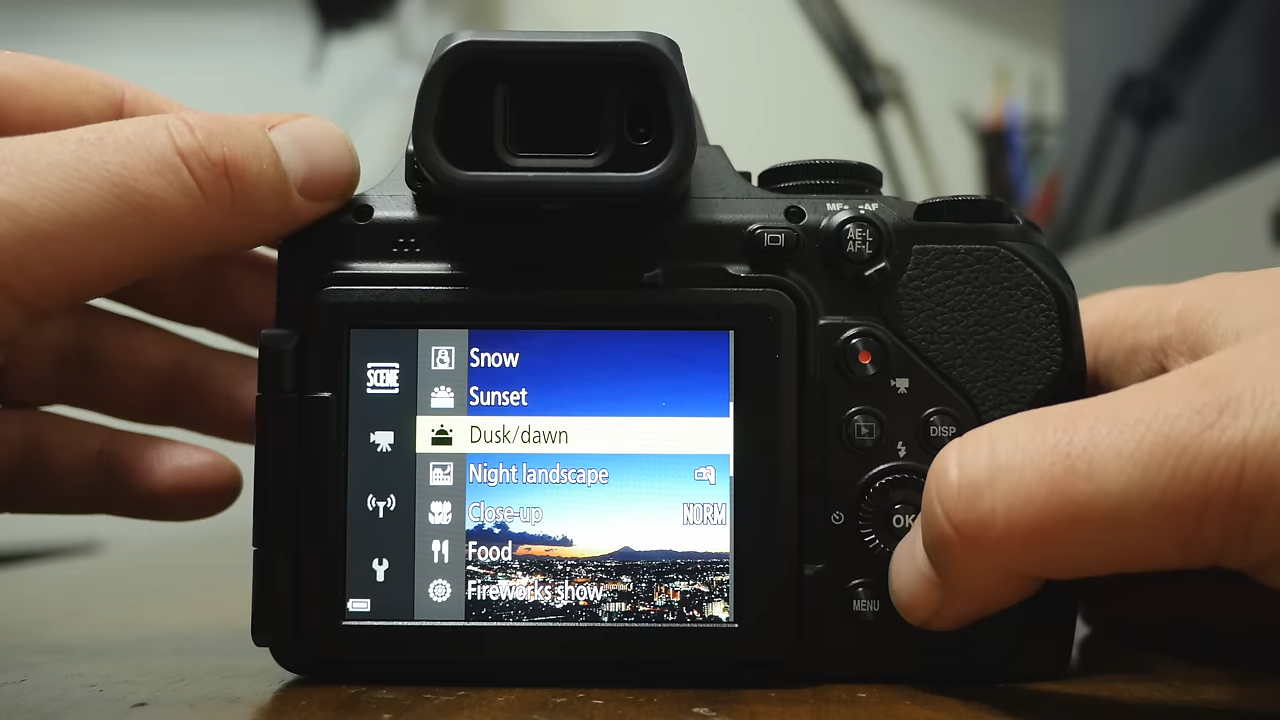 MF AF
AE-L
AF-L
SCENE
Snow
Sunset
Dusk/dawn
DISP
Night landscape
Close-up NORM
OK
Food
Fireworks show
MENU